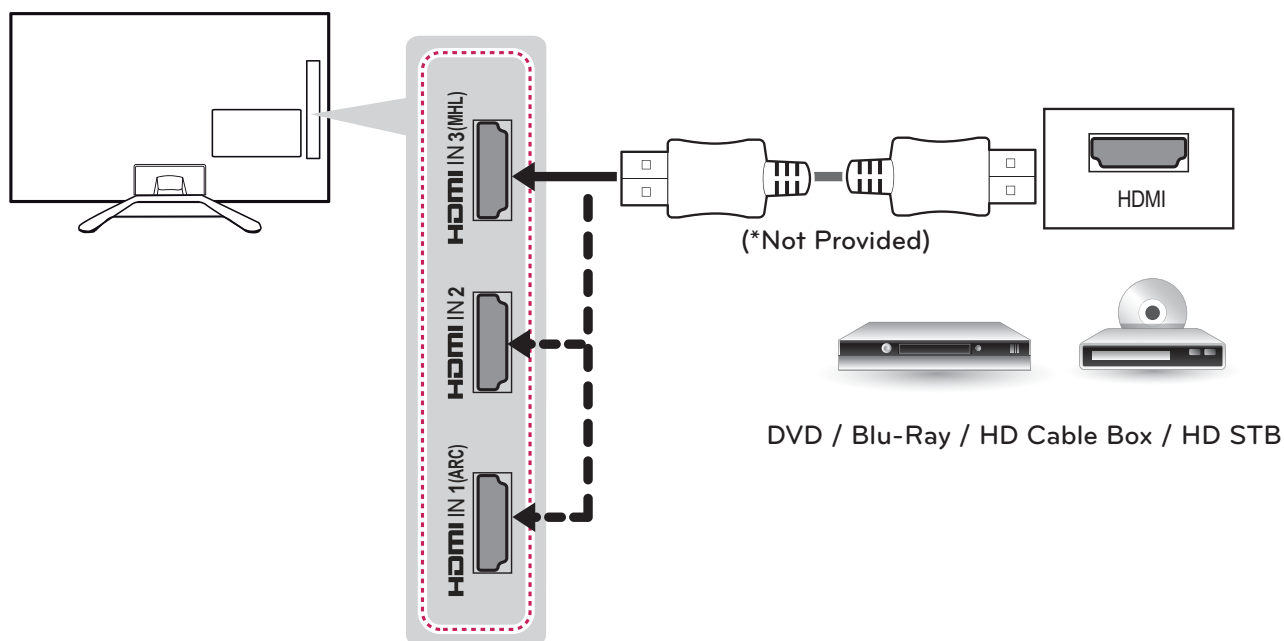 HDMI IN 3(MHL)
HDMI IN 2
HDMI IN 1(ARC)
(*Not Provided)
HDMI
DVD / Blu-Ray / HD Cable Box / HD STB